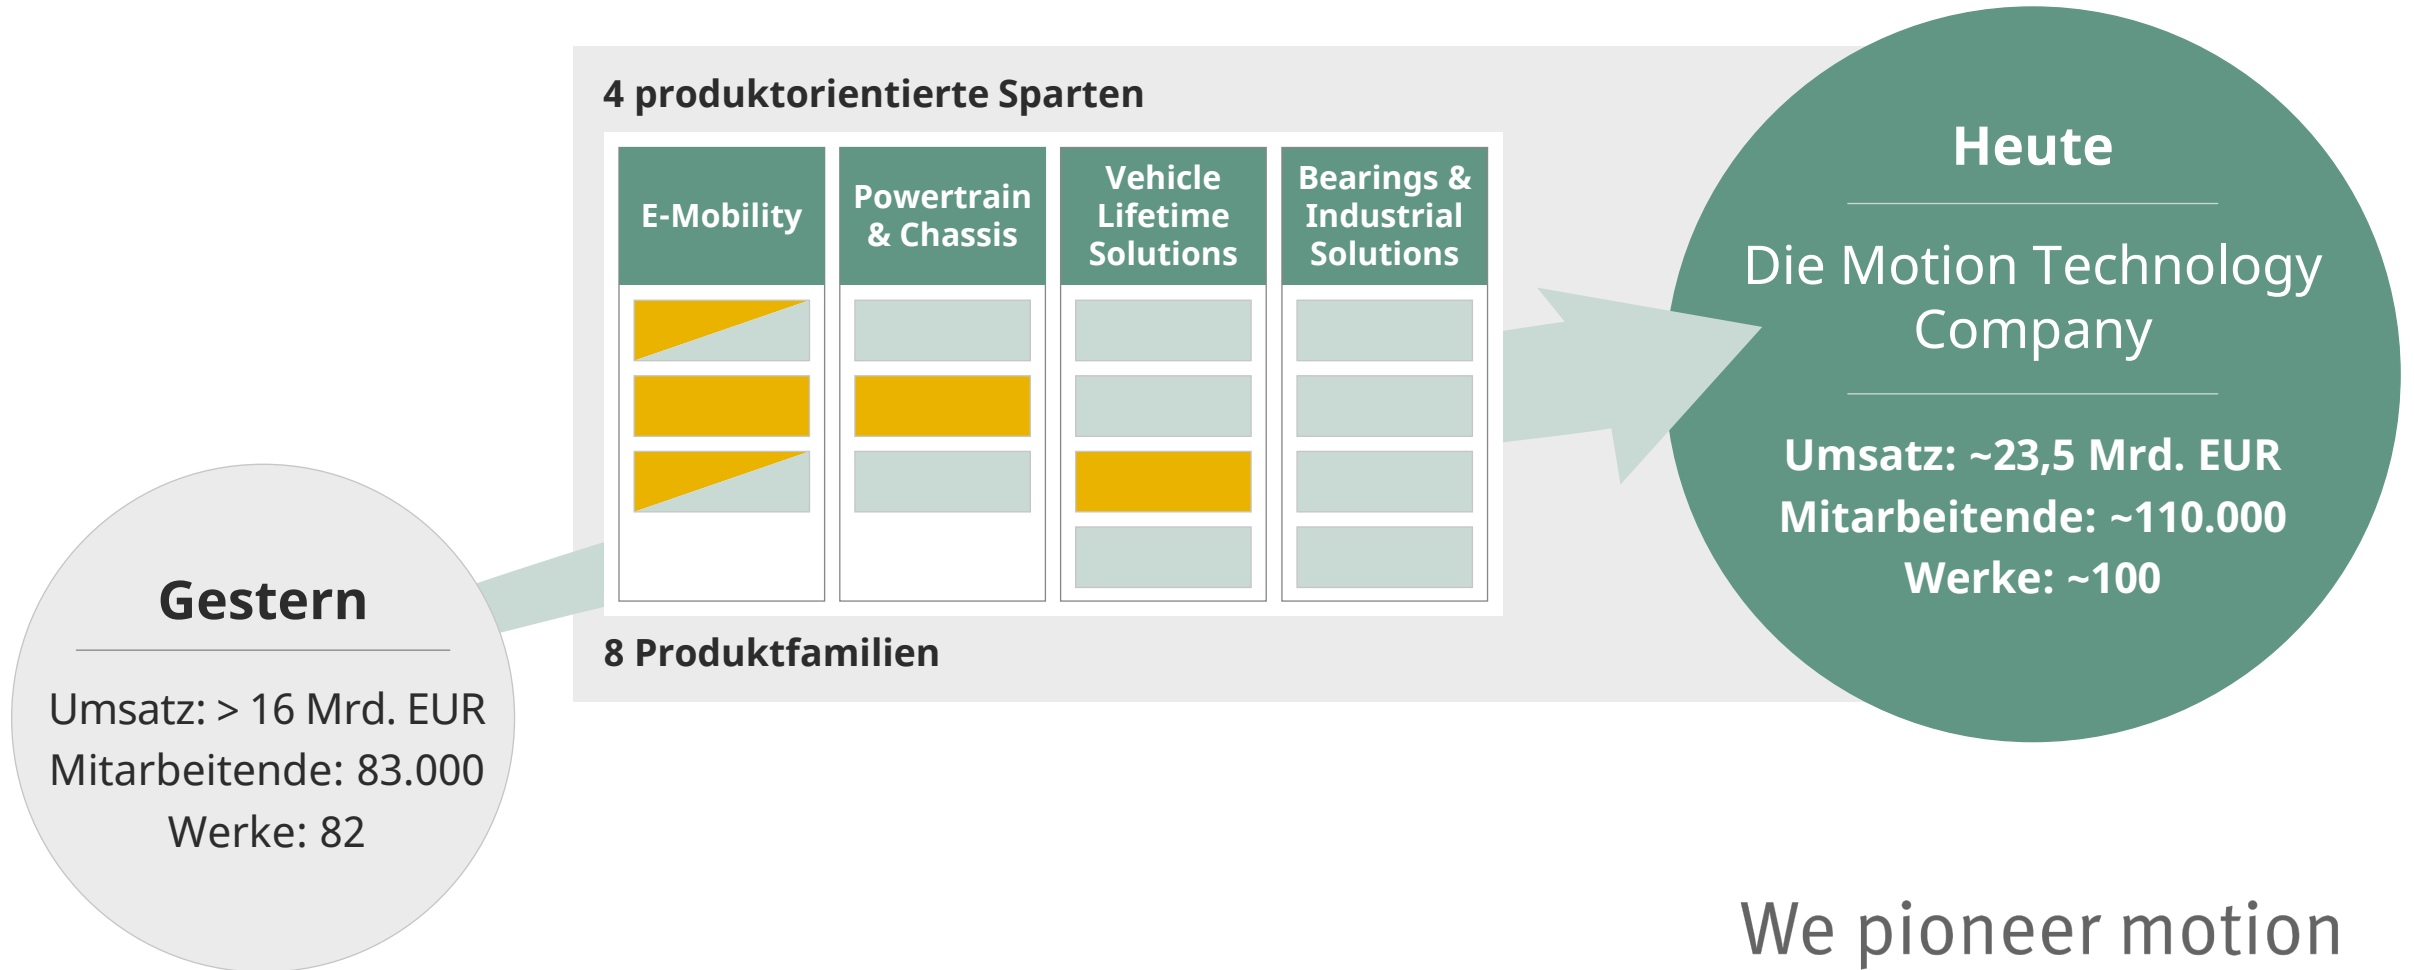 4 produktorientierte Sparten
E-Mobility
Powertrain
& Chassis
Vehicle
Lifetime
Solutions
Bearings &
Industrial
Solutions
8 Produktfamilien
Gestern
Umsatz: > 16 Mrd. EUR
Mitarbeitende: 83.000
Werke: 82
Heute
Die Motion Technology
Company
Umsatz: ~23,5 Mrd. EUR
Mitarbeitende: ~110.000
Werke: ~100
We pioneer motion